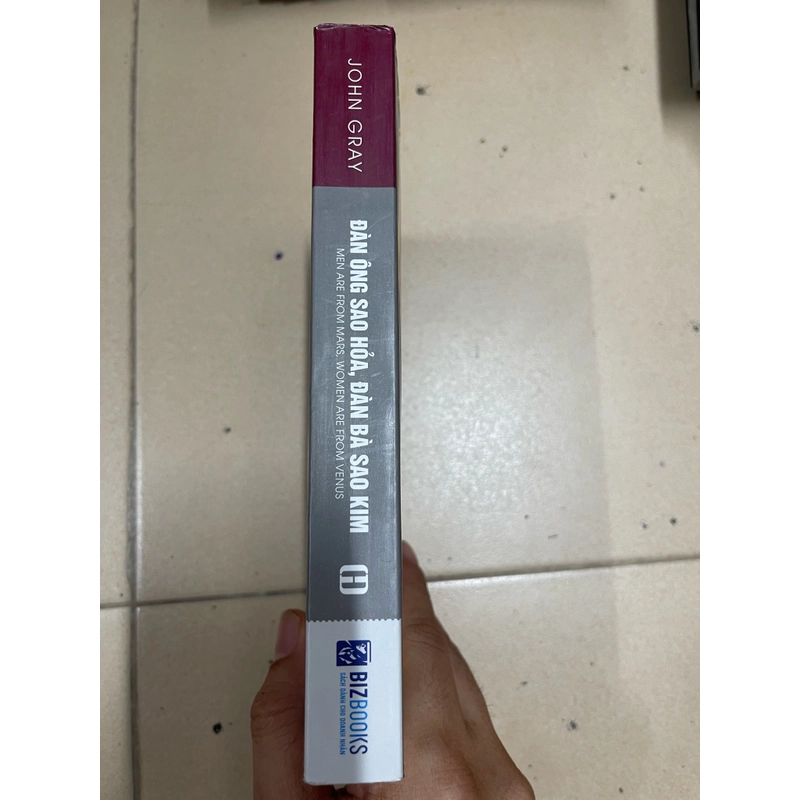 JOHN GRAY
ĐÀN ÔNG SAO HỎA, ĐÀN BÀ SAO KIM
MEN ARE FROM MARS, WOMEN ARE FROM VENUS
H
BIZBOOKS
SÁCH DÀNH CHO DOANH NHÂN